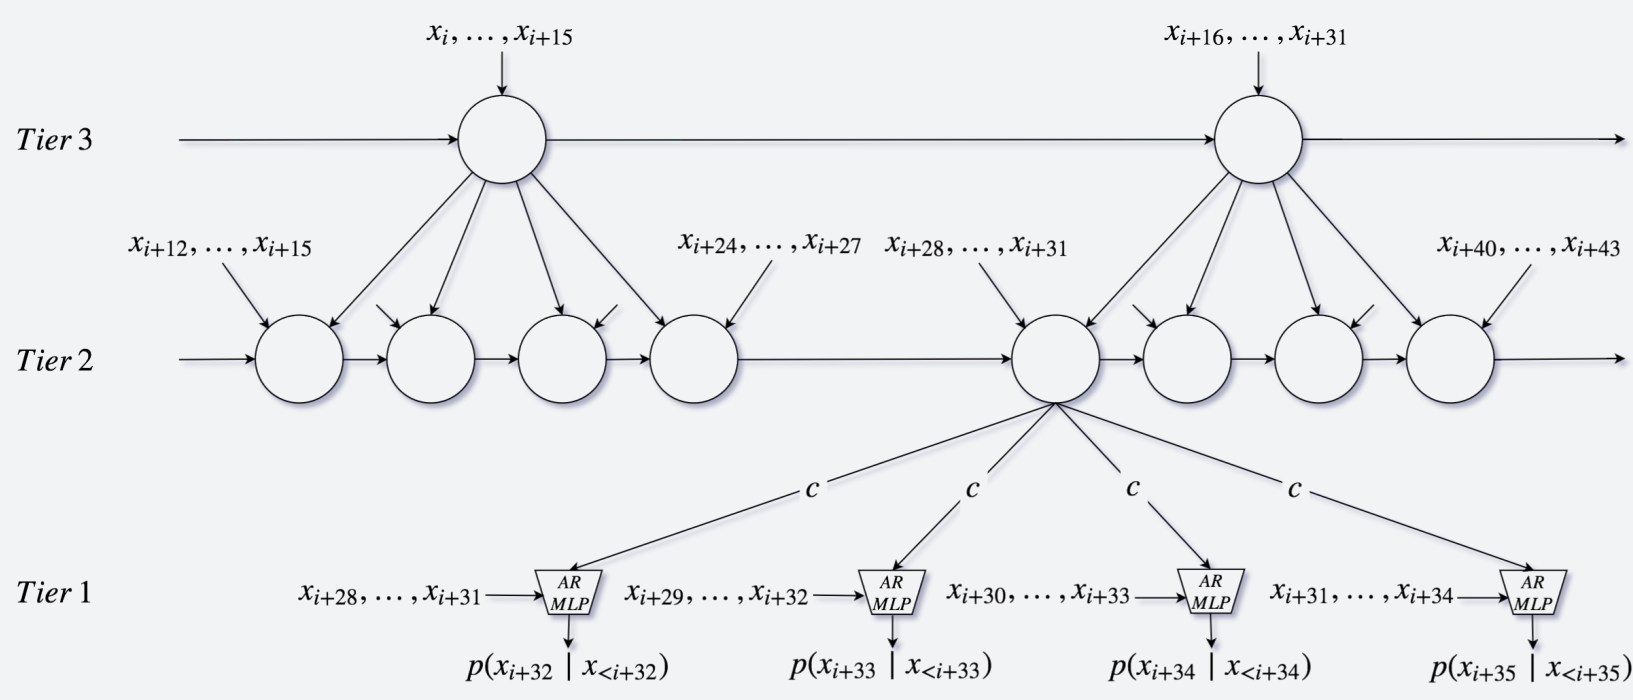 x_i, … , x_{i+15} x_{i+16}, … , x_{i+31}
Tier 3
x_{i+12}, … , x_{i+15} x_{i+24}, … , x_{i+27} x_{i+28}, … , x_{i+31} x_{i+40}, … , x_{i+43}
Tier 2
c c c c
Tier 1
x_{i+28}, … , x_{i+31} AR MLP x_{i+29}, … , x_{i+32} AR MLP x_{i+30}, … , x_{i+33} AR MLP x_{i+31}, … , x_{i+34} AR MLP
p(x_{i+32} | x_{<i+32}) p(x_{i+33} | x_{<i+33}) p(x_{i+34} | x_{<i+34}) p(x_{i+35} | x_{<i+35})